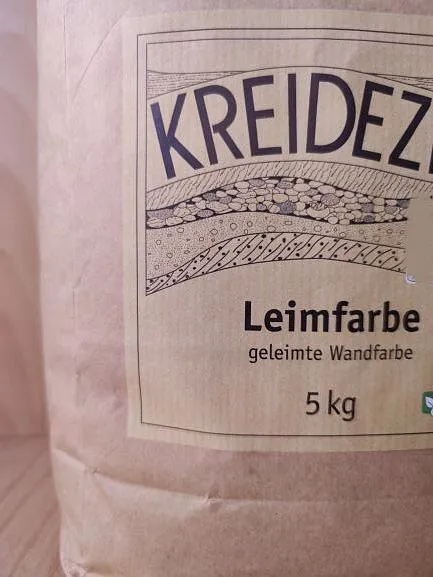 KREIDEZ
Leimfarbe
geleimte Wandfarbe
5 kg